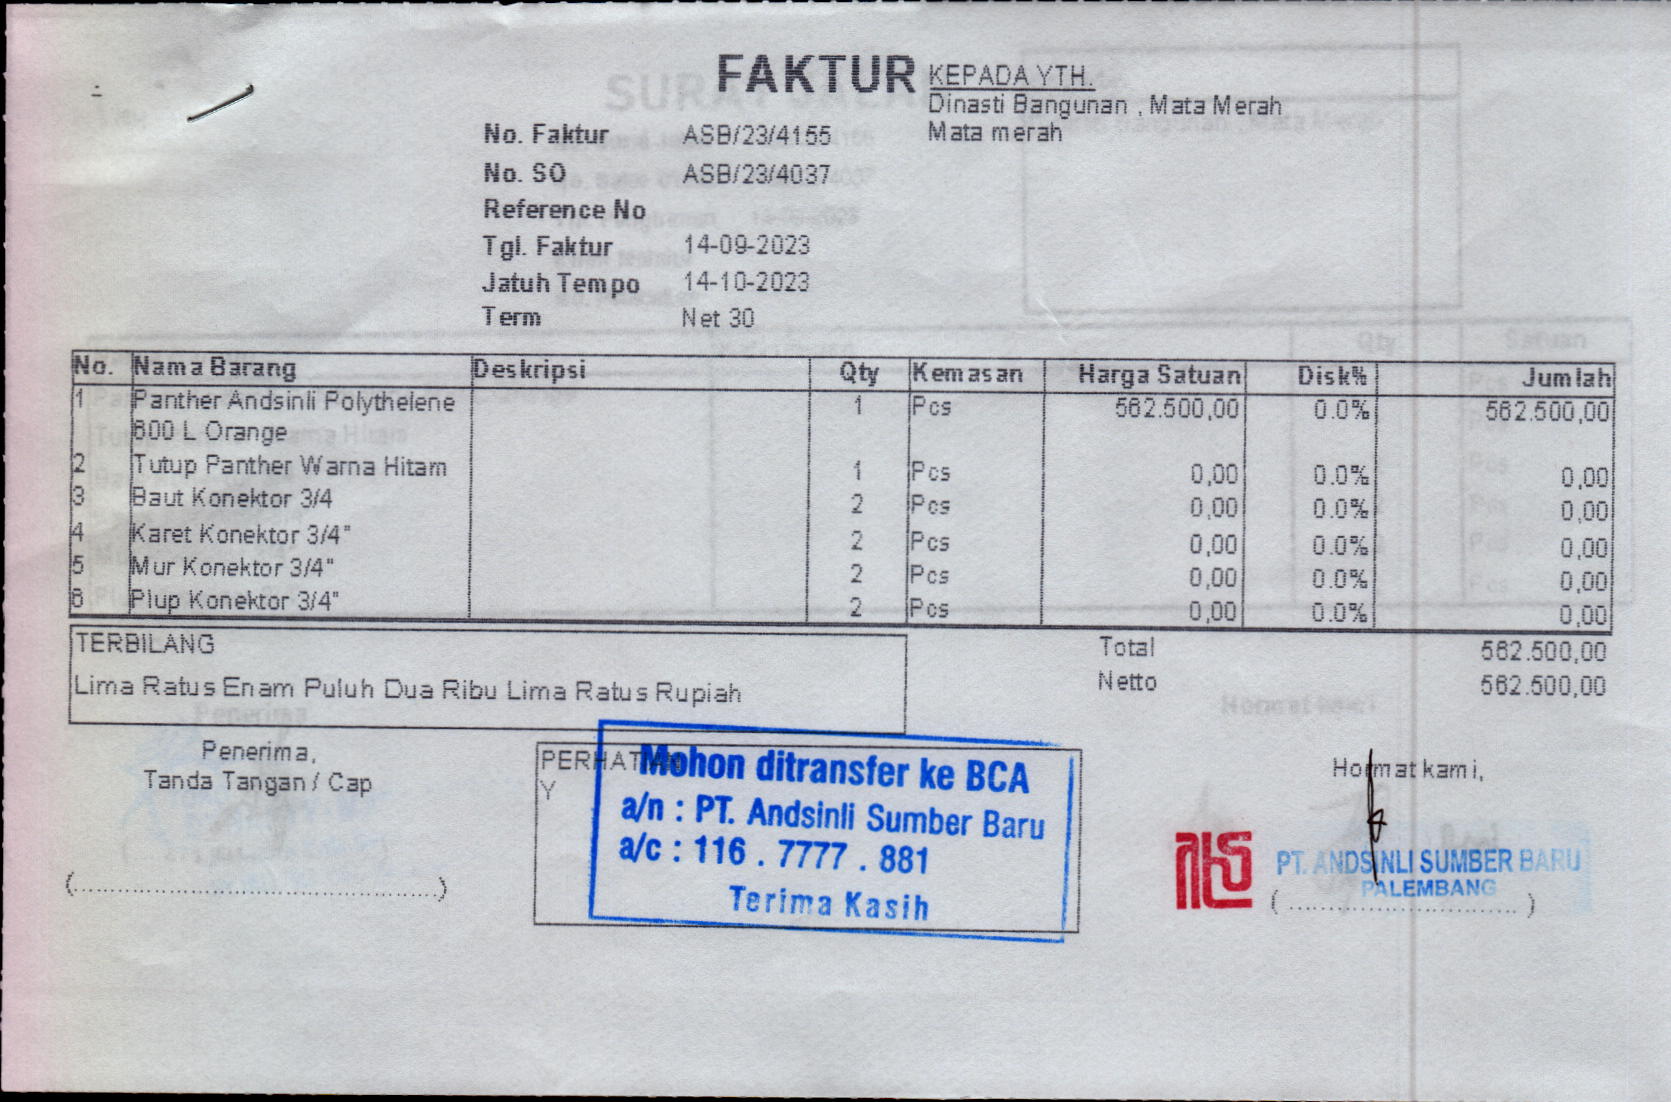 FAKTUR
KEPADA YTH.
Dinasti Bangunan , Mata Merah
Mata merah
No. Faktur ASB/23/4155
No. SO ASB/23/4037
Reference No
Tgl. Faktur 14-09-2023
Jatuh Tempo 14-10-2023
Term Net 30
No. Nama Barang Deskripsi Qty Kemasan Harga Satuan Disk% Jumlah
1 Panther Andsinli Polythelene 1 Pcs 562.500,00 0.0% 562.500,00
600 L Orange
2 Tutup Panther Warna Hitam 1 Pcs 0,00 0.0% 0,00
3 Baut Konektor 3/4 2 Pcs 0,00 0.0% 0,00
4 Karet Konektor 3/4" 2 Pcs 0,00 0.0% 0,00
5 Mur Konektor 3/4" 2 Pcs 0,00 0.0% 0,00
6 Plup Konektor 3/4" 2 Pcs 0,00 0.0% 0,00
TERBILANG
Lima Ratus Enam Puluh Dua Ribu Lima Ratus Rupiah
Total 562.500,00
Netto 562.500,00
Penerima,
Tanda Tangan / Cap
(..........................................................)
Y
Mohon ditransfer ke BCA
a/n : PT. Andsinli Sumber Baru
a/c : 116 . 7777 . 881
Terima Kasih
Hormat kami,
PT. ANDSINLI SUMBER BARU
PALEMBANG
(....................................)